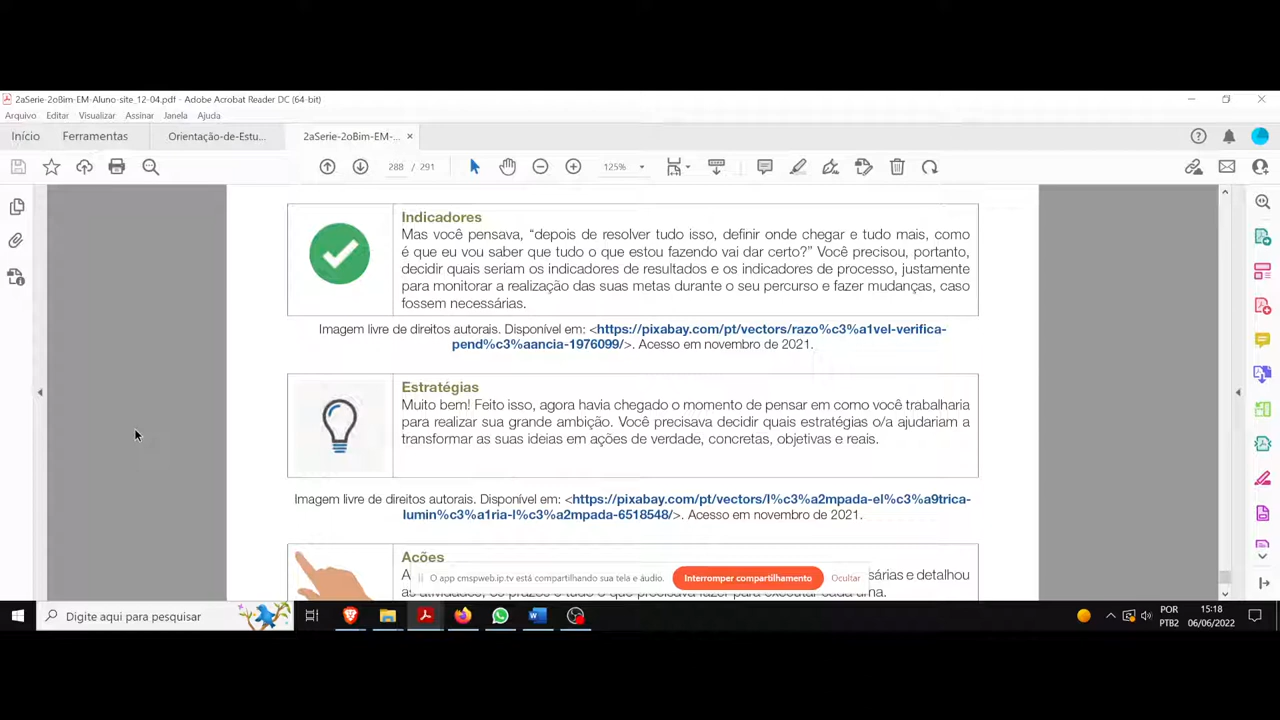 2aSerie-2oBim-EM-Aluno-site_12-04.pdf - Adobe Acrobat Reader DC (64-bit)
Arquivo Editar Visualizar Assinar Janela Ajuda
Início Ferramentas Orientação-de-Estu... 2aSerie-2oBim-EM-... ×
288 / 291 125%
Indicadores
Mas você pensava, “depois de resolver tudo isso, definir onde chegar e tudo mais, como
é que eu vou saber que tudo o que estou fazendo vai dar certo?” Você precisou, portanto,
decidir quais seriam os indicadores de resultados e os indicadores de processo, justamente
para monitorar a realização das suas metas durante o seu percurso e fazer mudanças, caso
fossem necessárias.
Imagem livre de direitos autorais. Disponível em: <https://pixabay.com/pt/vectors/razo%c3%a1vel-verifica-
pend%c3%aancia-1976099/>. Acesso em novembro de 2021.
Estratégias
Muito bem! Feito isso, agora havia chegado o momento de pensar em como você trabalharia
para realizar sua grande ambição. Você precisava decidir quais estratégias o/a ajudariam a
transformar as suas ideias em ações de verdade, concretas, objetivas e reais.
Imagem livre de direitos autorais. Disponível em: <https://pixabay.com/pt/vectors/l%c3%a2mpada-el%c3%a9trica-
lumin%c3%a1ria-l%c3%a2mpada-6518548/>. Acesso em novembro de 2021.
Ações
O app cmspweb.ip.tv está compartilhando sua tela e áudio. Interromper compartilhamento Ocultar
sárias e detalhou
Digite aqui para pesquisar
POR 15:18
PTB2 06/06/2022